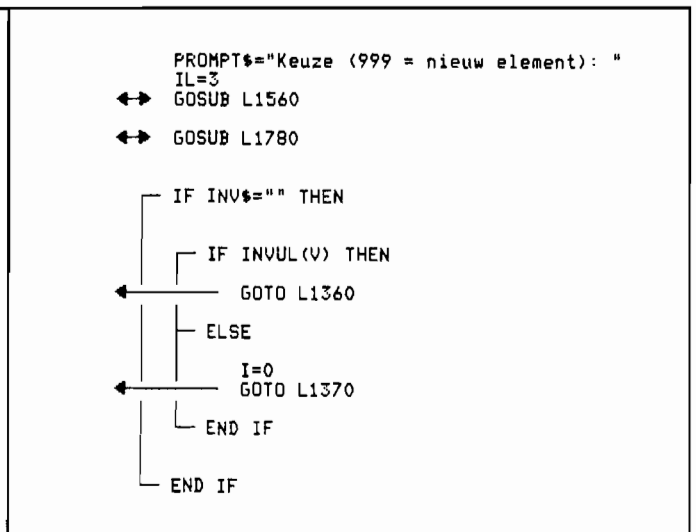 PROMPT$="Keuze (999 = nieuw element): "
IL=3
GOSUB L1560
GOSUB L1780
IF INV$="" THEN
IF INVUL(V) THEN
GOTO L1360
ELSE
I=0
GOTO L1370
END IF
END IF